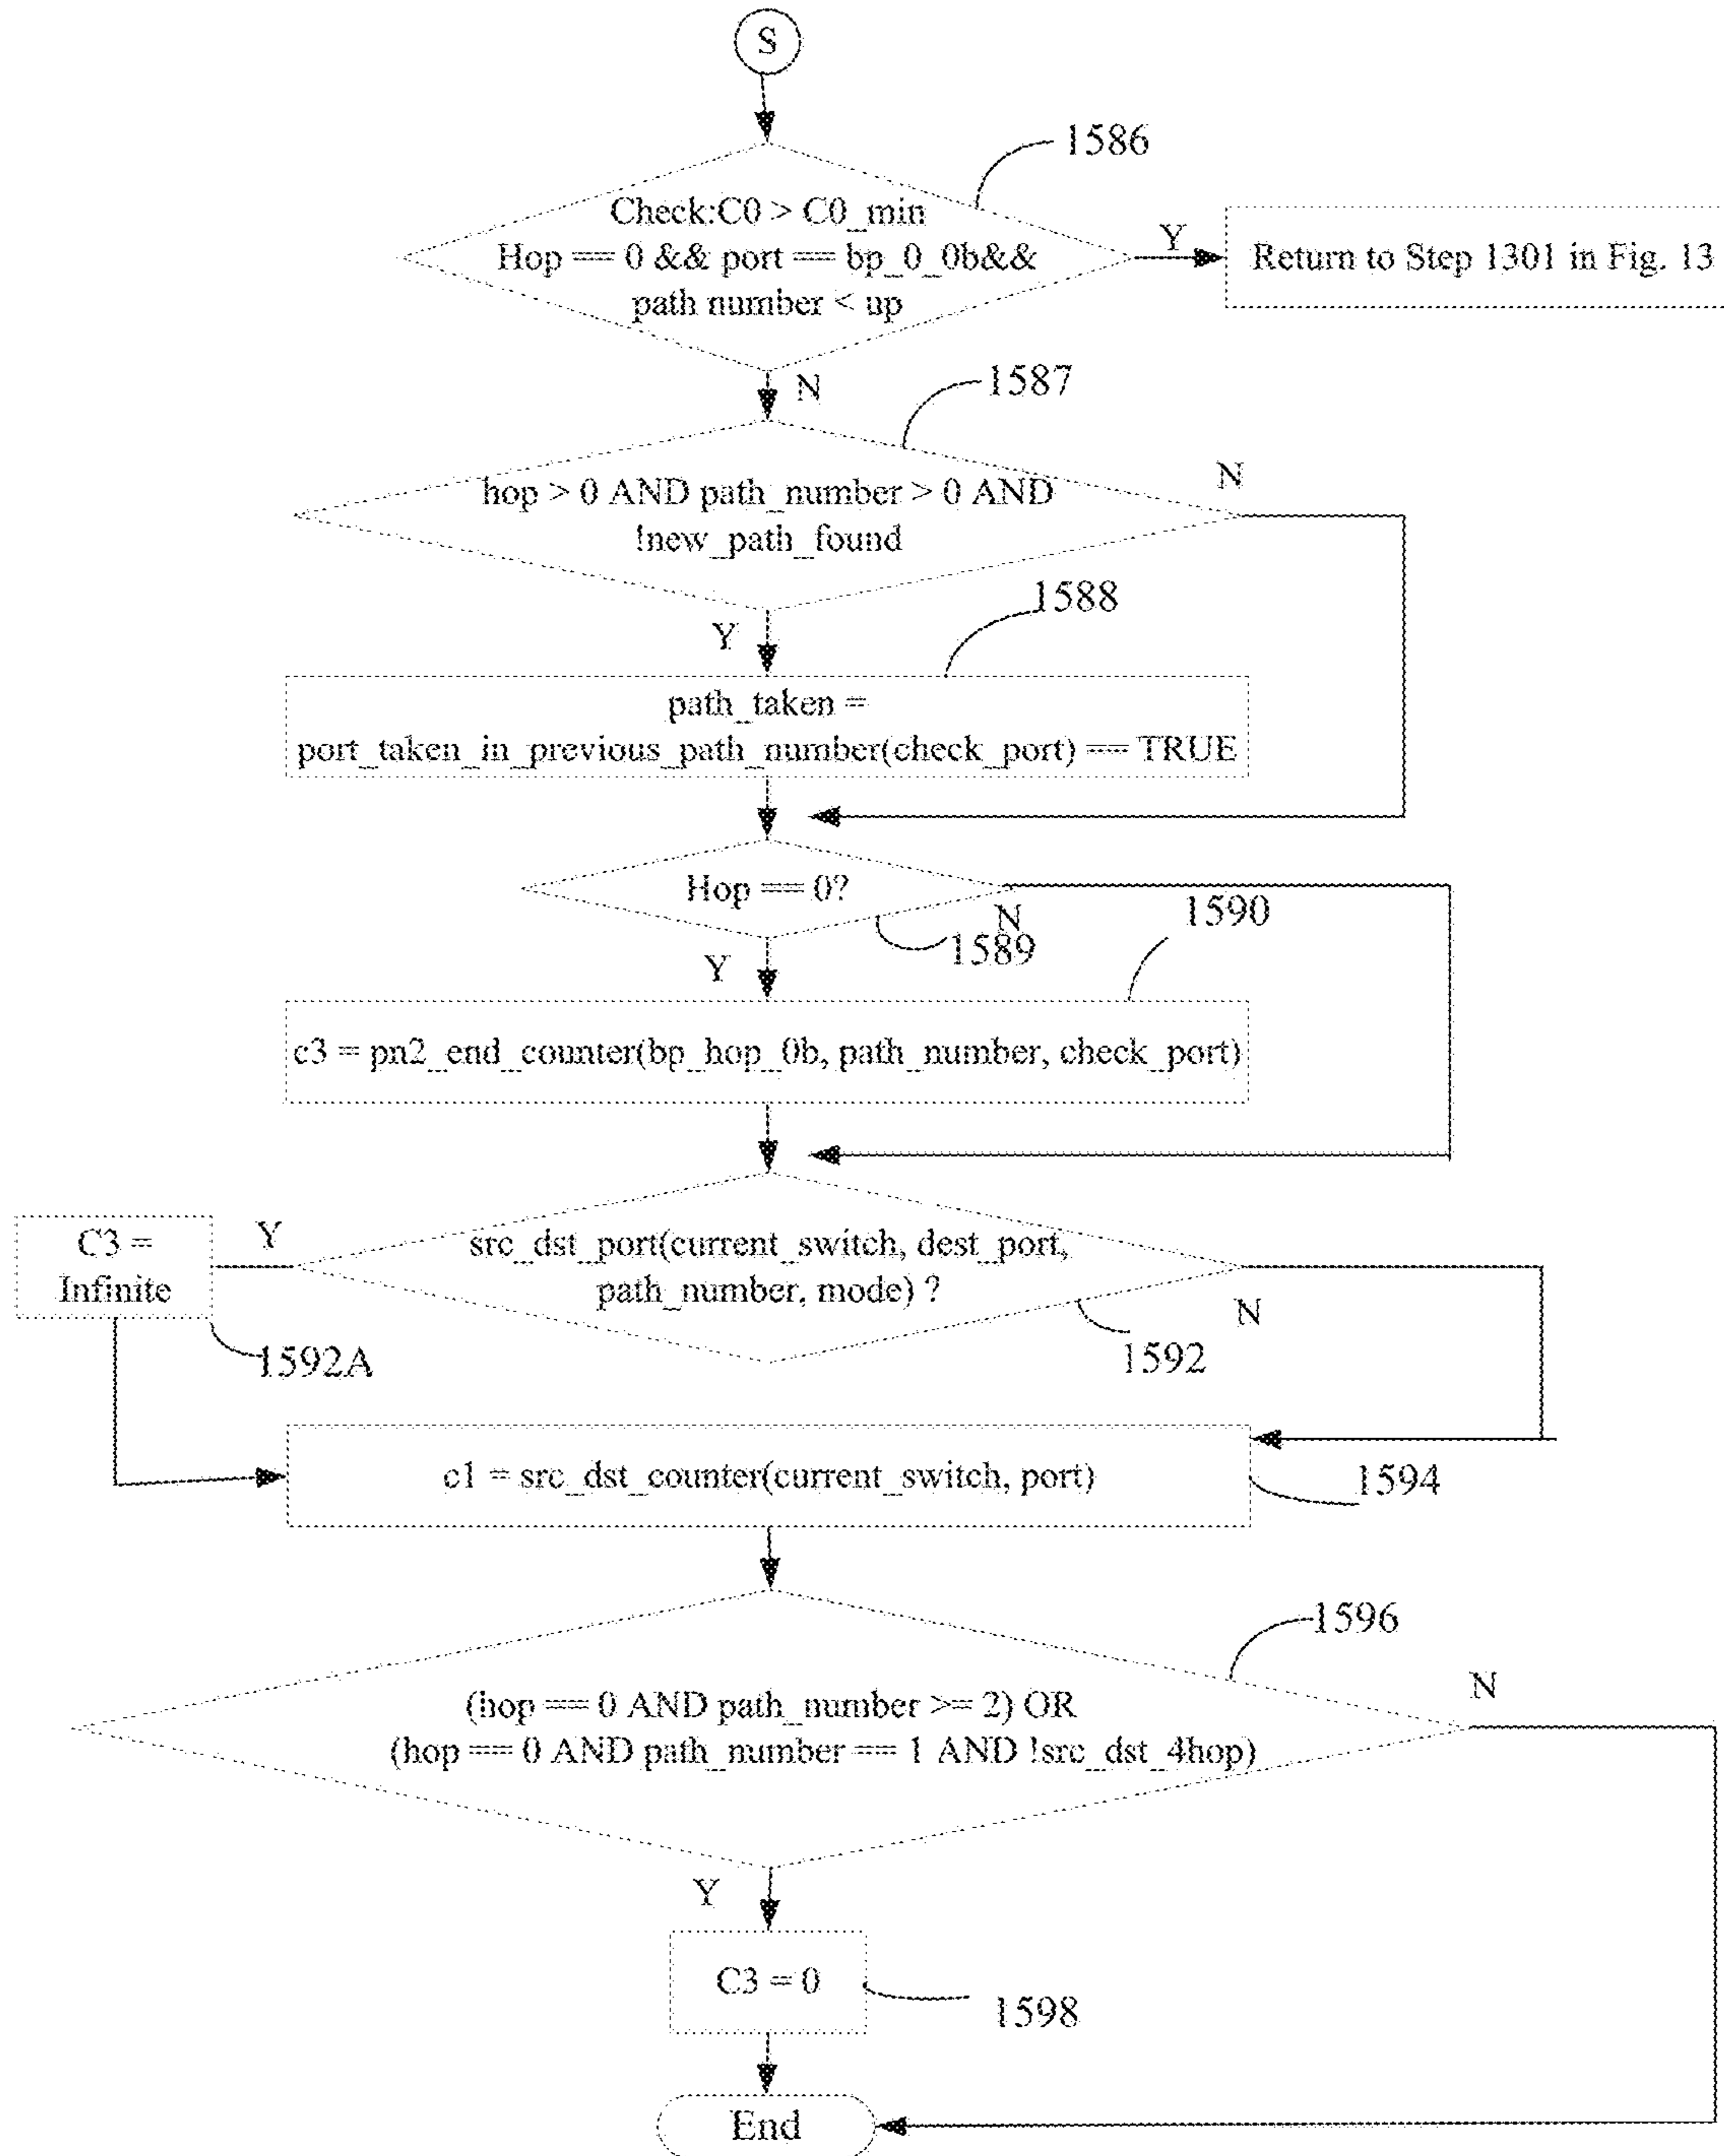 S
1586
Check:C0 > C0_min
Hop == 0 && port == bp_0_0b&&
path number < up
Y
Return to Step 1301 in Fig. 13
N
1587
hop > 0 AND path_number > 0 AND
!new_path_found
N
Y
1588
path_taken =
port_taken_in_previous_path_number(check_port) == TRUE
Hop == 0?
N
1589
1590
Y
c3 = pn2_end_counter(bp_hop_0b, path_number, check_port)
C3 =
Infinite
Y
src_dst_port(current_switch, dest_port,
path_number, mode) ?
N
1592A
1592
c1 = src_dst_counter(current_switch, port)
1594
1596
N
(hop == 0 AND path_number >= 2) OR
(hop == 0 AND path_number == 1 AND !src_dst_4hop)
Y
C3 = 0
1598
End